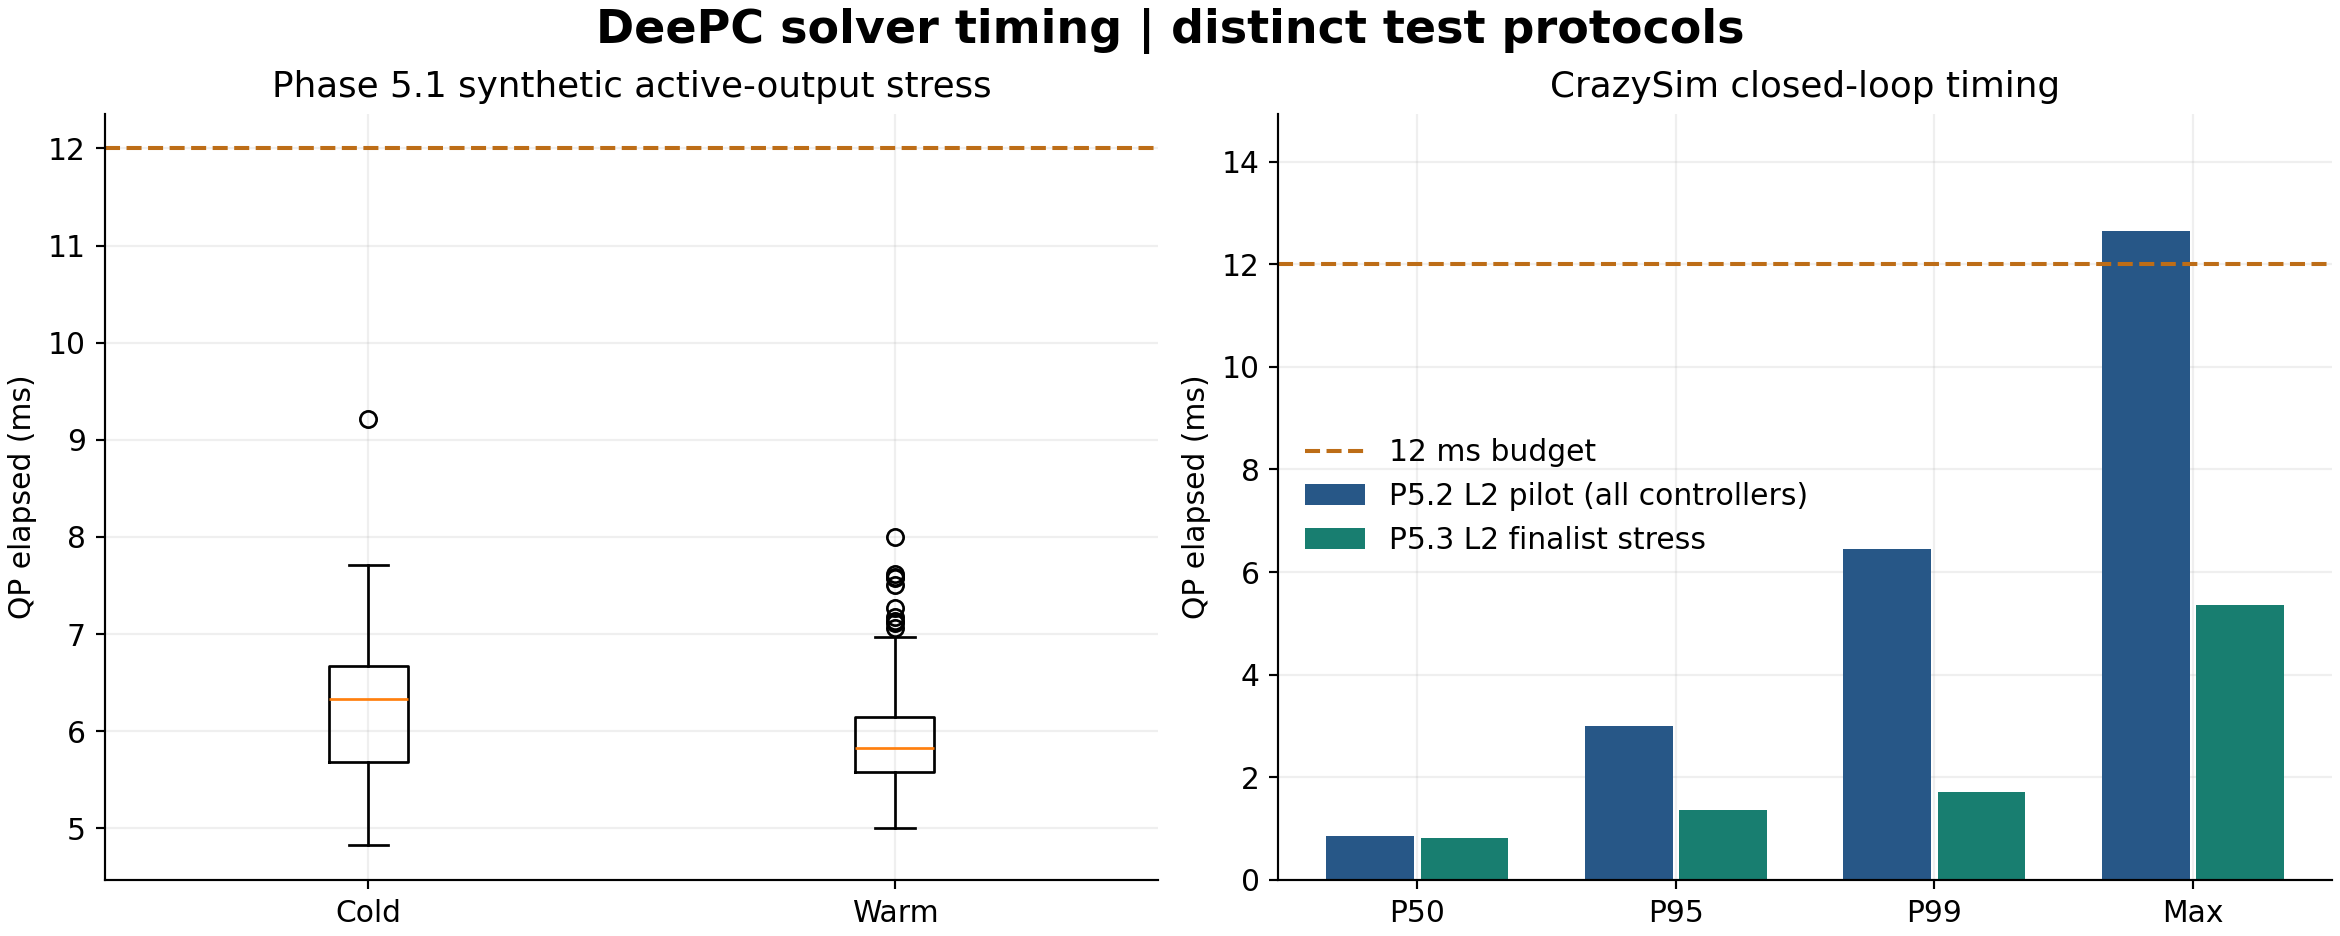 DeePC solver timing | distinct test protocols
Phase 5.1 synthetic active-output stress
QP elapsed (ms)
12
11
10
9
8
7
6
5
Cold
Warm
CrazySim closed-loop timing
QP elapsed (ms)
14
12
10
8
6
4
2
0
12 ms budget
P5.2 L2 pilot (all controllers)
P5.3 L2 finalist stress
P50
P95
P99
Max